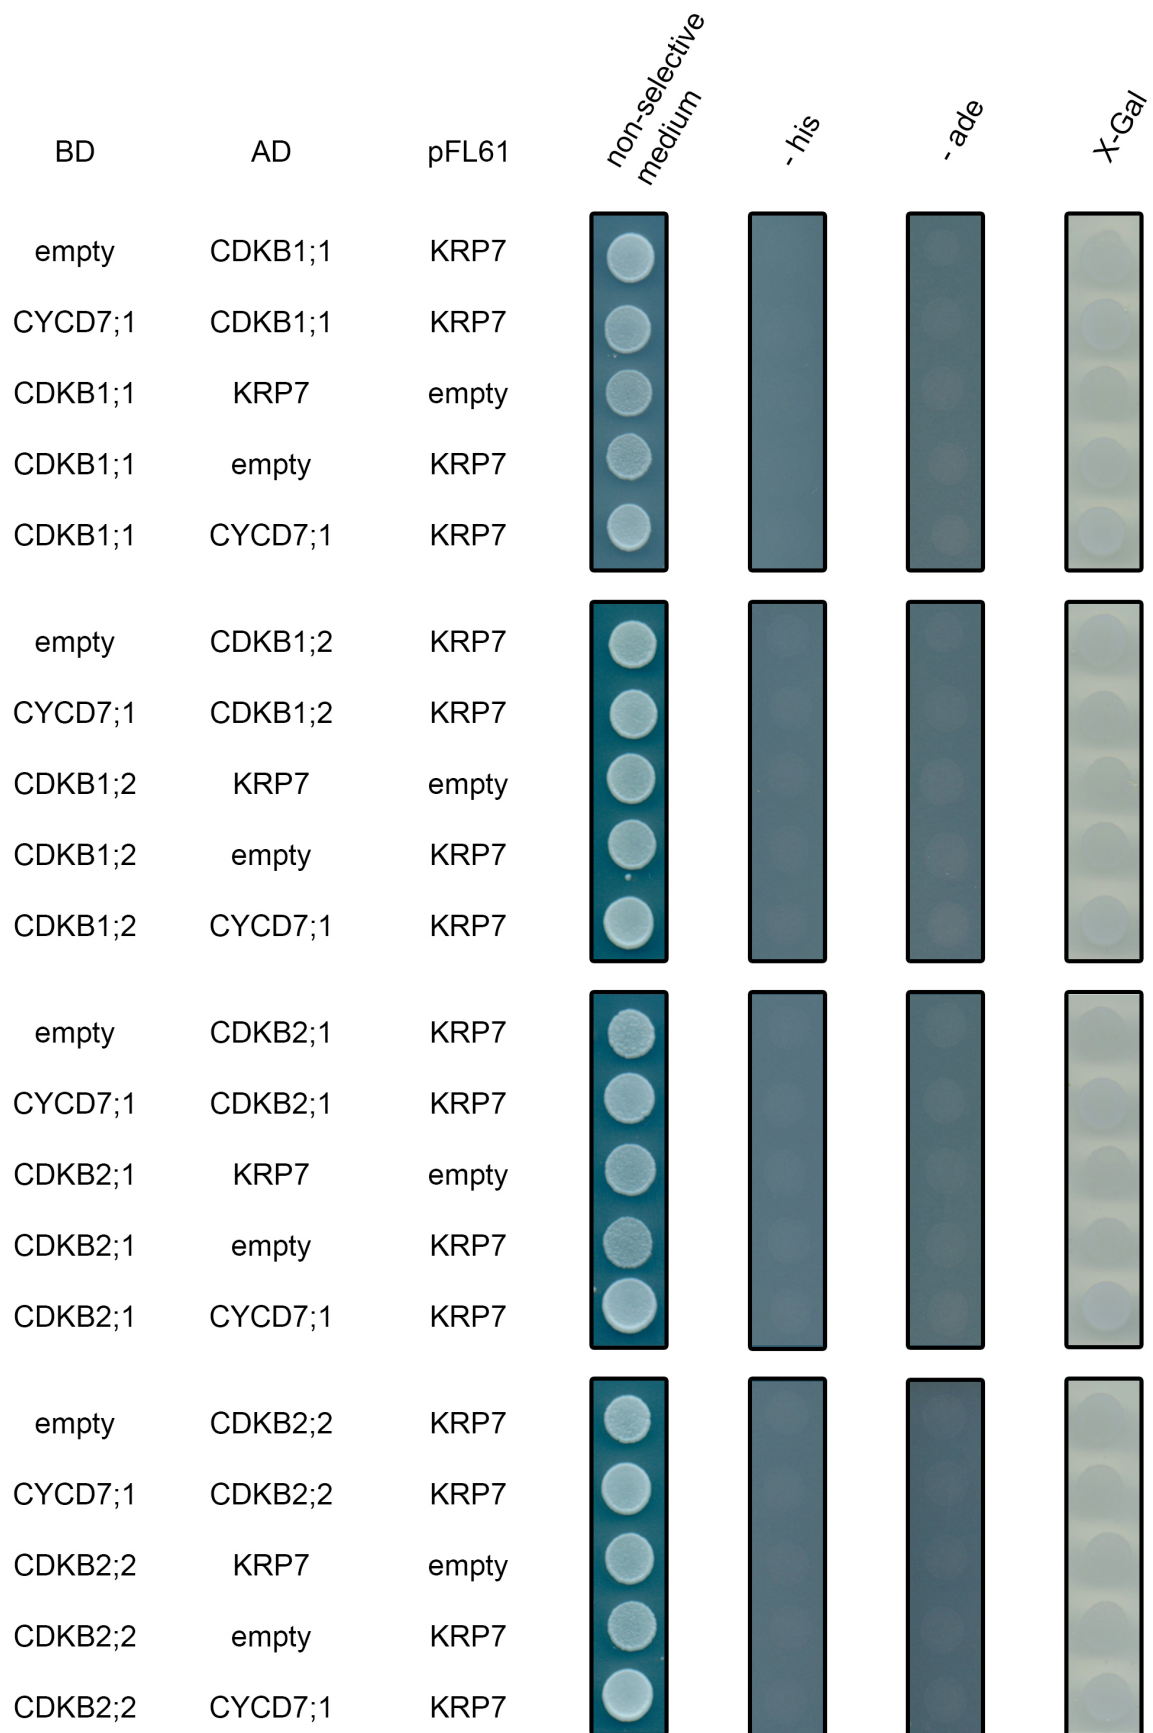 non-selective
medium
- his
- ade
X-Gal
BD AD pFL61
empty CDKB1;1 KRP7
CYCD7;1 CDKB1;1 KRP7
CDKB1;1 KRP7 empty
CDKB1;1 empty KRP7
CDKB1;1 CYCD7;1 KRP7
empty CDKB1;2 KRP7
CYCD7;1 CDKB1;2 KRP7
CDKB1;2 KRP7 empty
CDKB1;2 empty KRP7
CDKB1;2 CYCD7;1 KRP7
empty CDKB2;1 KRP7
CYCD7;1 CDKB2;1 KRP7
CDKB2;1 KRP7 empty
CDKB2;1 empty KRP7
CDKB2;1 CYCD7;1 KRP7
empty CDKB2;2 KRP7
CYCD7;1 CDKB2;2 KRP7
CDKB2;2 KRP7 empty
CDKB2;2 empty KRP7
CDKB2;2 CYCD7;1 KRP7